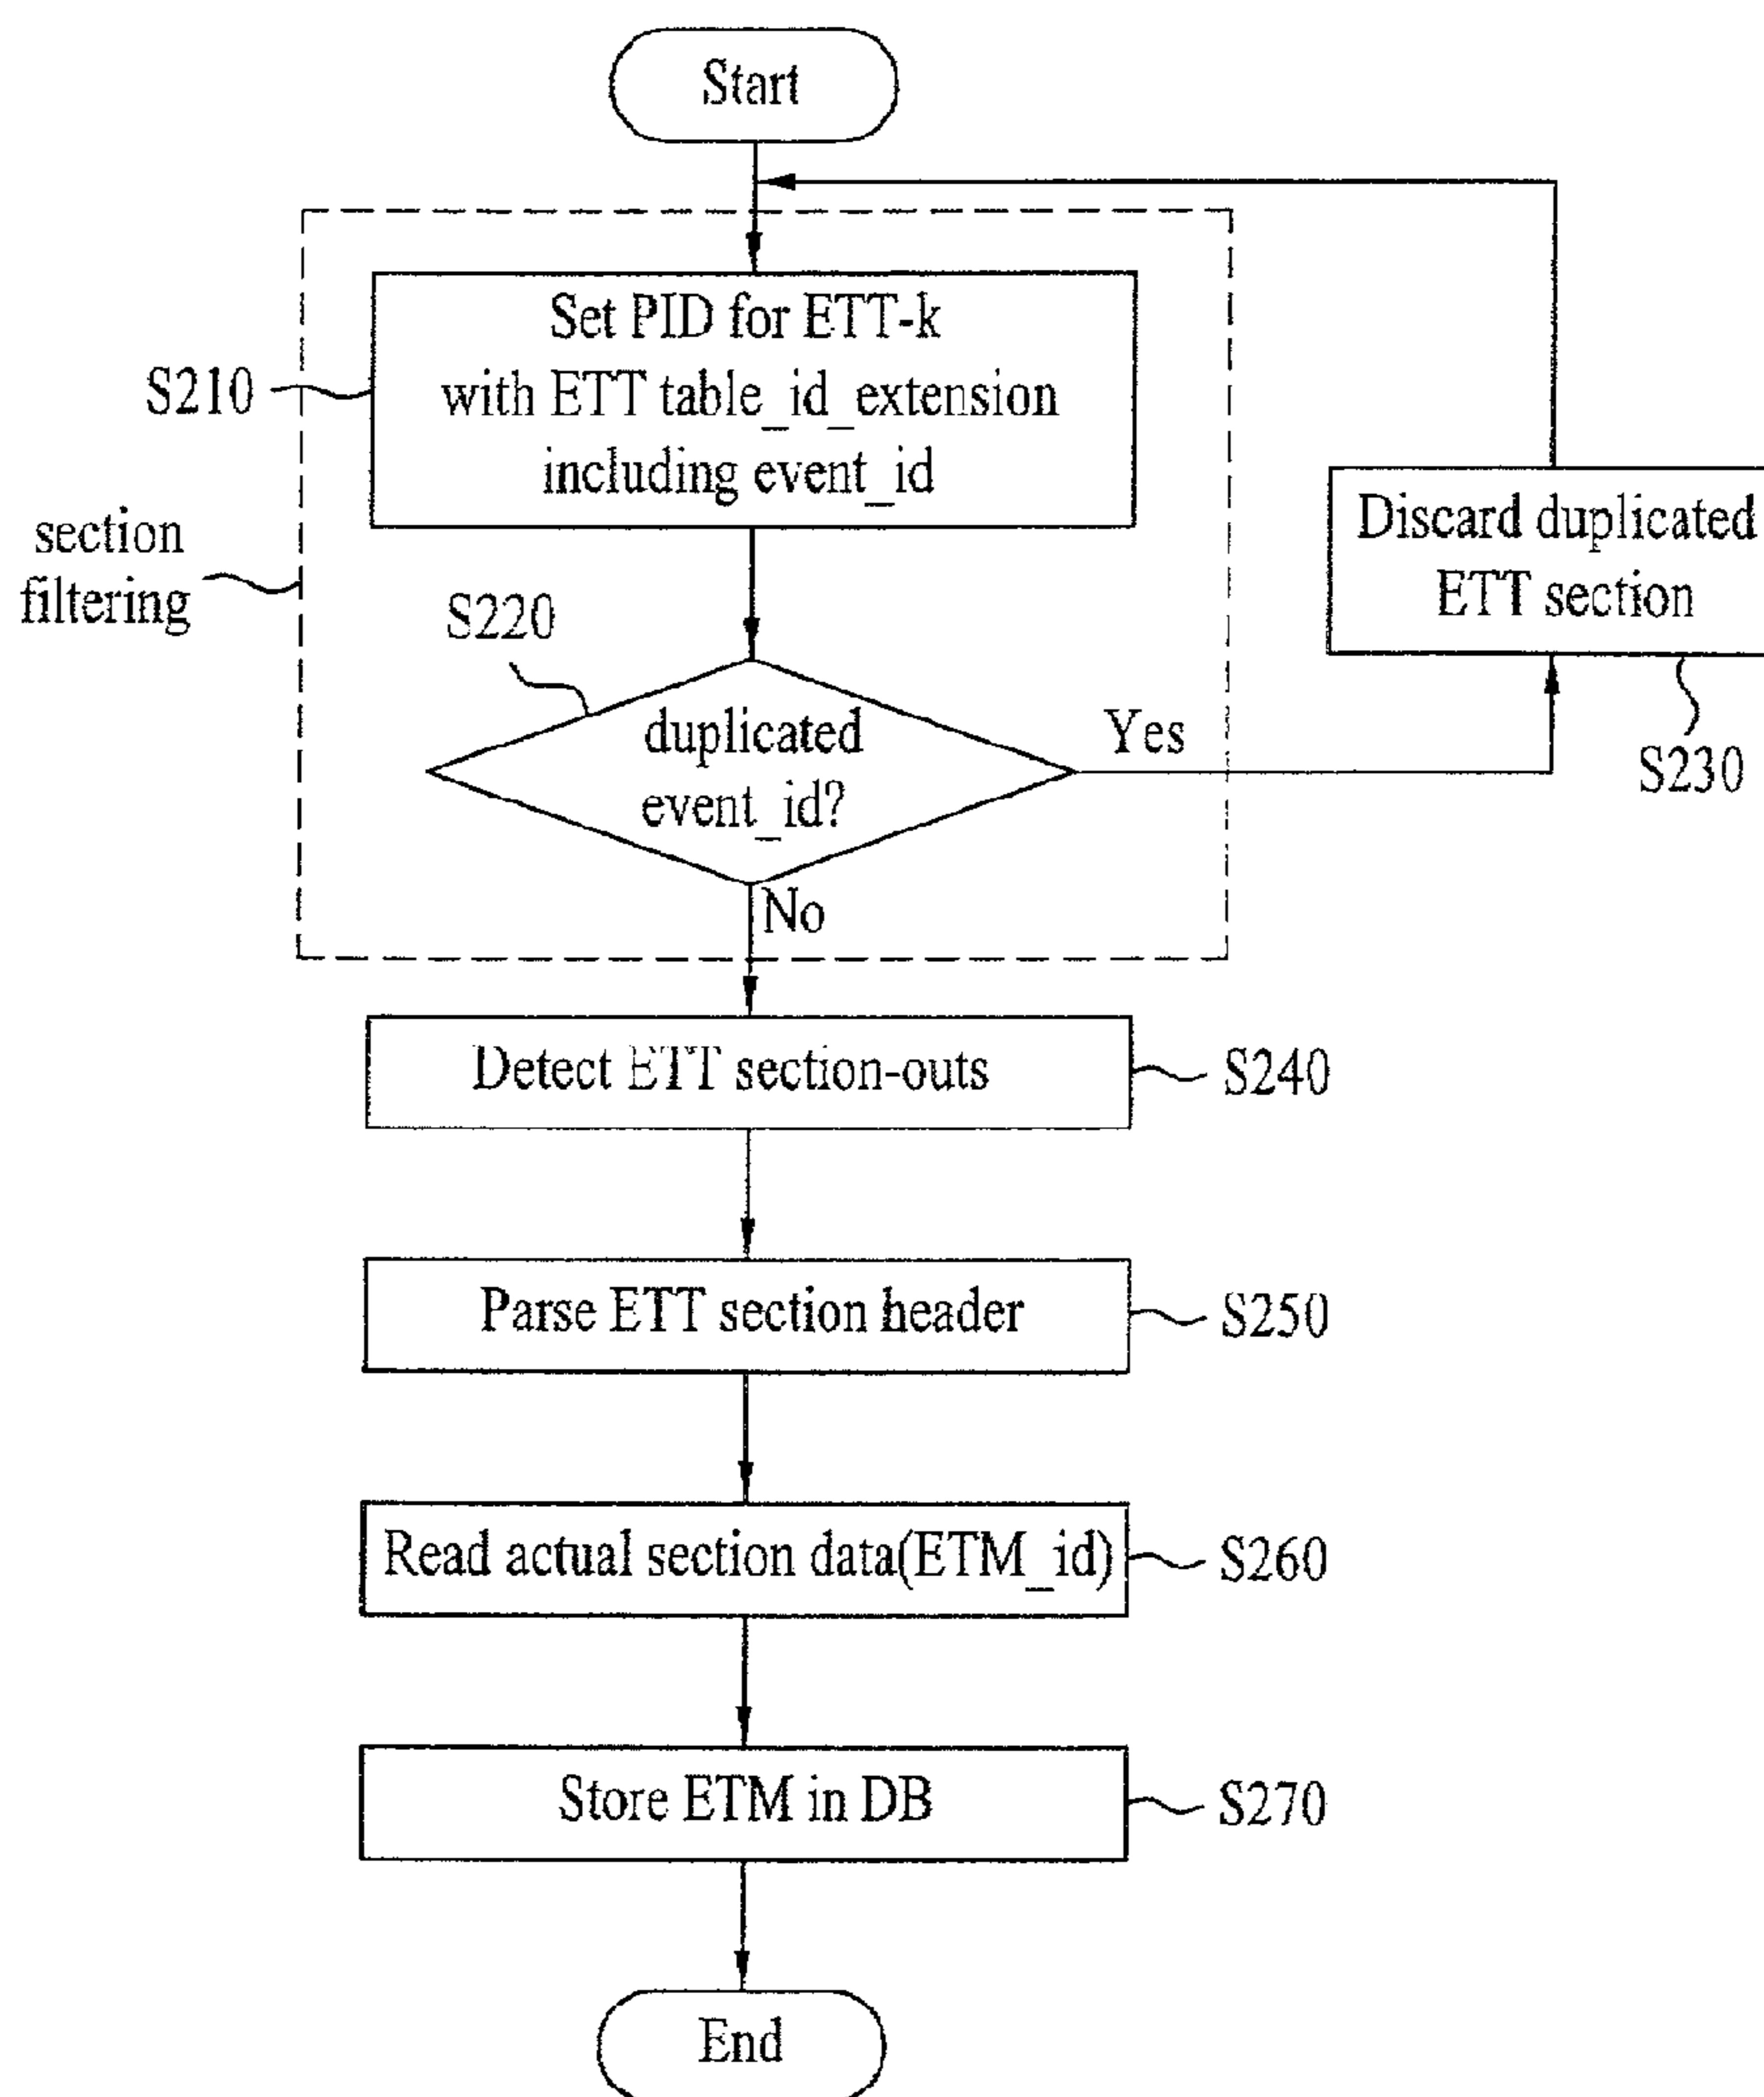 Start
Set PID for ETT-k
with ETT table_id_extension
including event_id
S210
section
filtering
Discard duplicated
ETT section
S230
S220
duplicated
event_id?
Yes
No
Detect ETT section-outs
S240
Parse ETT section header
S250
Read actual section data(ETM_id)
S260
Store ETM in DB
S270
End